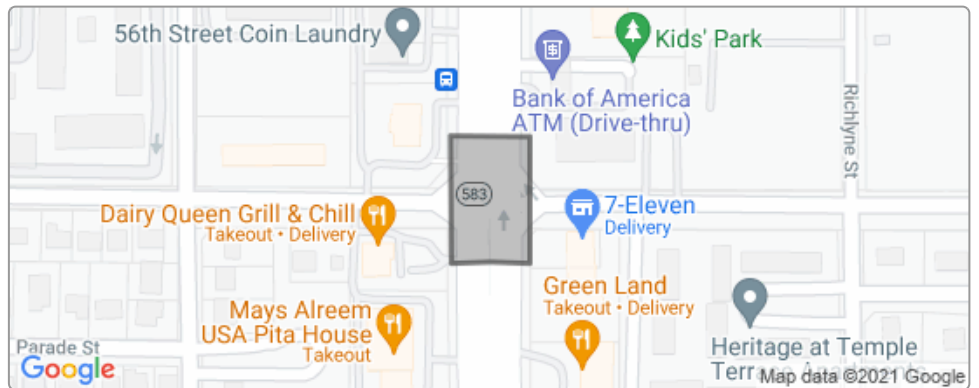 56th Street Coin Laundry
Kids' Park
Bank of America
ATM (Drive-thru)
Richlyne St
583
Dairy Queen Grill & Chill
Takeout • Delivery
7-Eleven
Delivery
Green Land
Takeout • Delivery
Mays Alreem
USA Pita House
Takeout
Parade St
Heritage at Temple
Google
Map data ©2021 Google